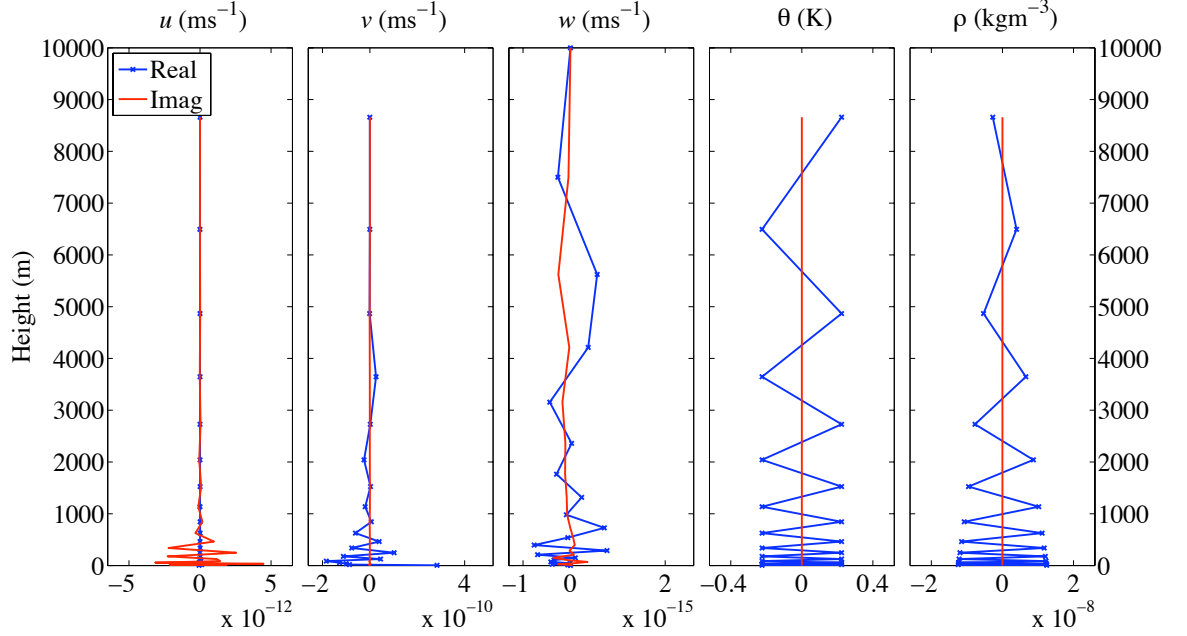 u (ms⁻¹) v (ms⁻¹) w (ms⁻¹) θ (K) ρ (kgm⁻³)
Real
Imag
Height (m)
10000 10000
9000 9000
8000 8000
7000 7000
6000 6000
5000 5000
4000 4000
3000 3000
2000 2000
1000 1000
0 0
−5 0 5 −2 0 4 −1 0 1 −0.4 0 0.4 −2 0 2
x 10⁻¹² x 10⁻¹⁰ x 10⁻¹⁵ x 10⁻⁸